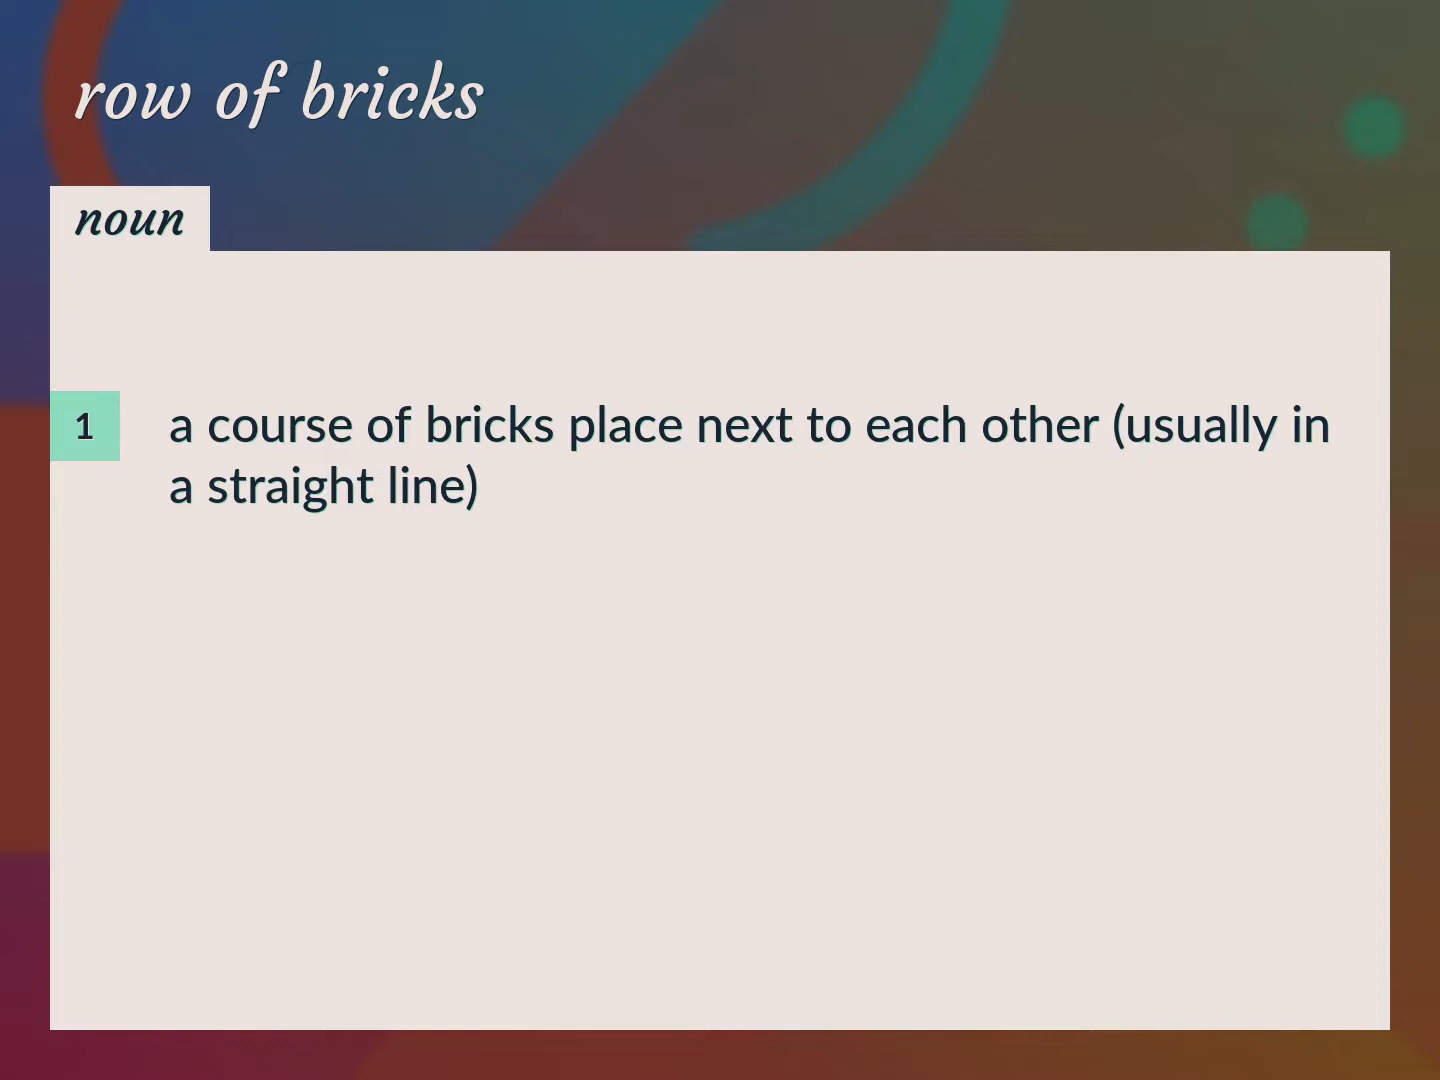 row of bricks
noun
1
a course of bricks place next to each other (usually in
a straight line)